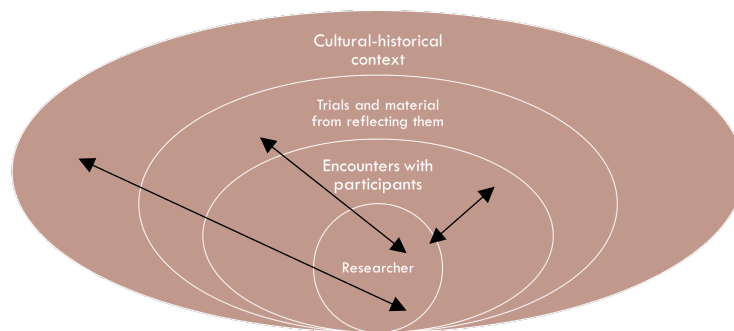 Cultural-historical
context
Trials and material
from reflecting them
Encounters with
participants
Researcher